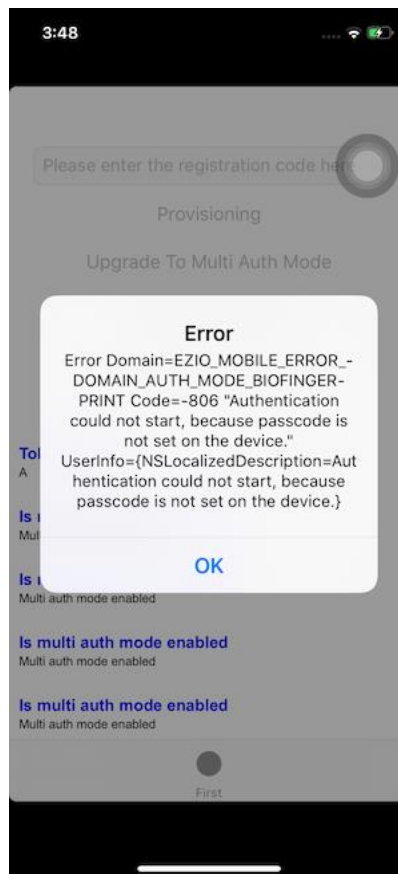 3:48
Please enter the registration code her
Provisioning
Upgrade To Multi Auth Mode
Error
Error Domain=EZIO_MOBILE_ERROR_-
DOMAIN_AUTH_MODE_BIOFINGER-
PRINT Code=-806 "Authentication
could not start, because passcode is
not set on the device."
UserInfo={NSLocalizedDescription=Aut
hentication could not start, because
passcode is not set on the device.}
OK
A
Is
Is
Multi auth mode enabled
Is multi auth mode enabled
Multi auth mode enabled
Is multi auth mode enabled
Multi auth mode enabled
First